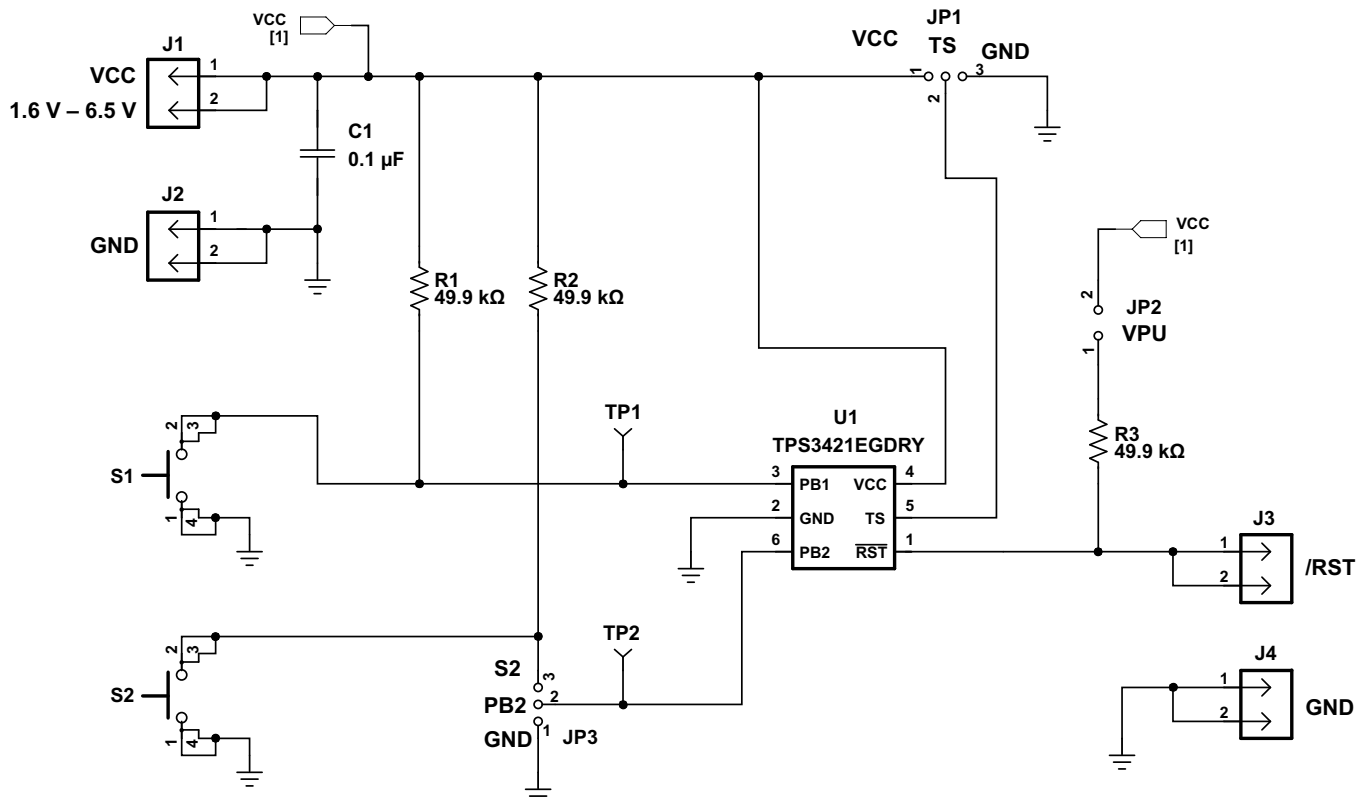 VCC
[1]
J1
VCC
1.6 V – 6.5 V
1
2
C1
0.1 µF
J2
GND
1
2
JP1
VCC
TS
GND
1
2
3
R1
49.9 kΩ
R2
49.9 kΩ
VCC
[1]
2
JP2
VPU
1
R3
49.9 kΩ
S1
2
3
1
4
TP1
U1
TPS3421EGDRY
3
PB1
VCC
4
2
GND
TS
5
6
PB2
RST
1
J3
1
2
/RST
S2
2
3
1
4
TP2
S2
3
PB2
2
GND
1
JP3
J4
1
2
GND